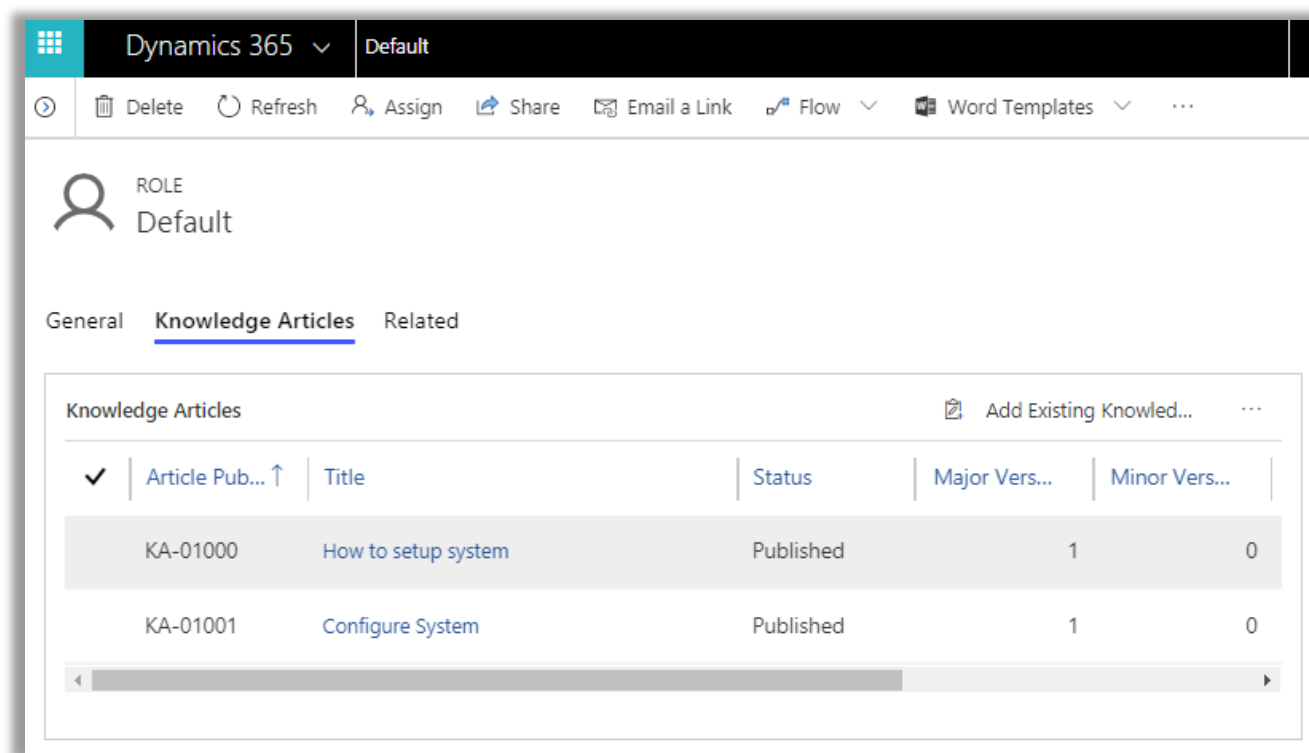 Dynamics 365 Default
Delete Refresh Assign Share Email a Link Flow Word Templates ...
ROLE
Default
General Knowledge Articles Related
Knowledge Articles Add Existing Knowled... ...
Article Pub... ↑ Title Status Major Vers... Minor Vers...
KA-01000 How to setup system Published 1 0
KA-01001 Configure System Published 1 0